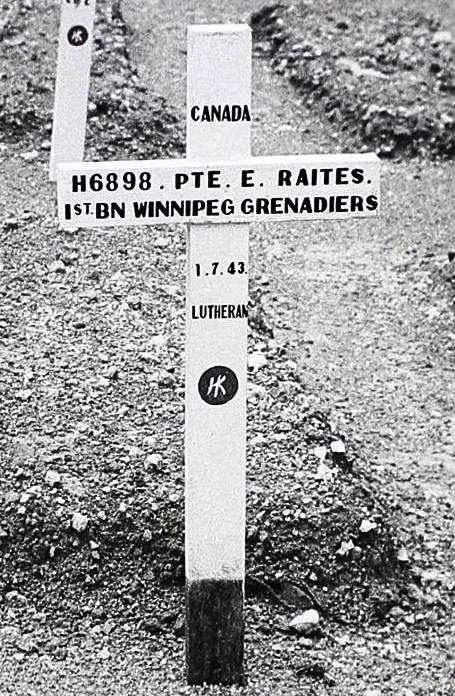 HK
CANADA
H6898. PTE. E. RAITES.
1ST. BN WINNIPEG GRENADIERS
1.7.43.
LUTHERAN
HK